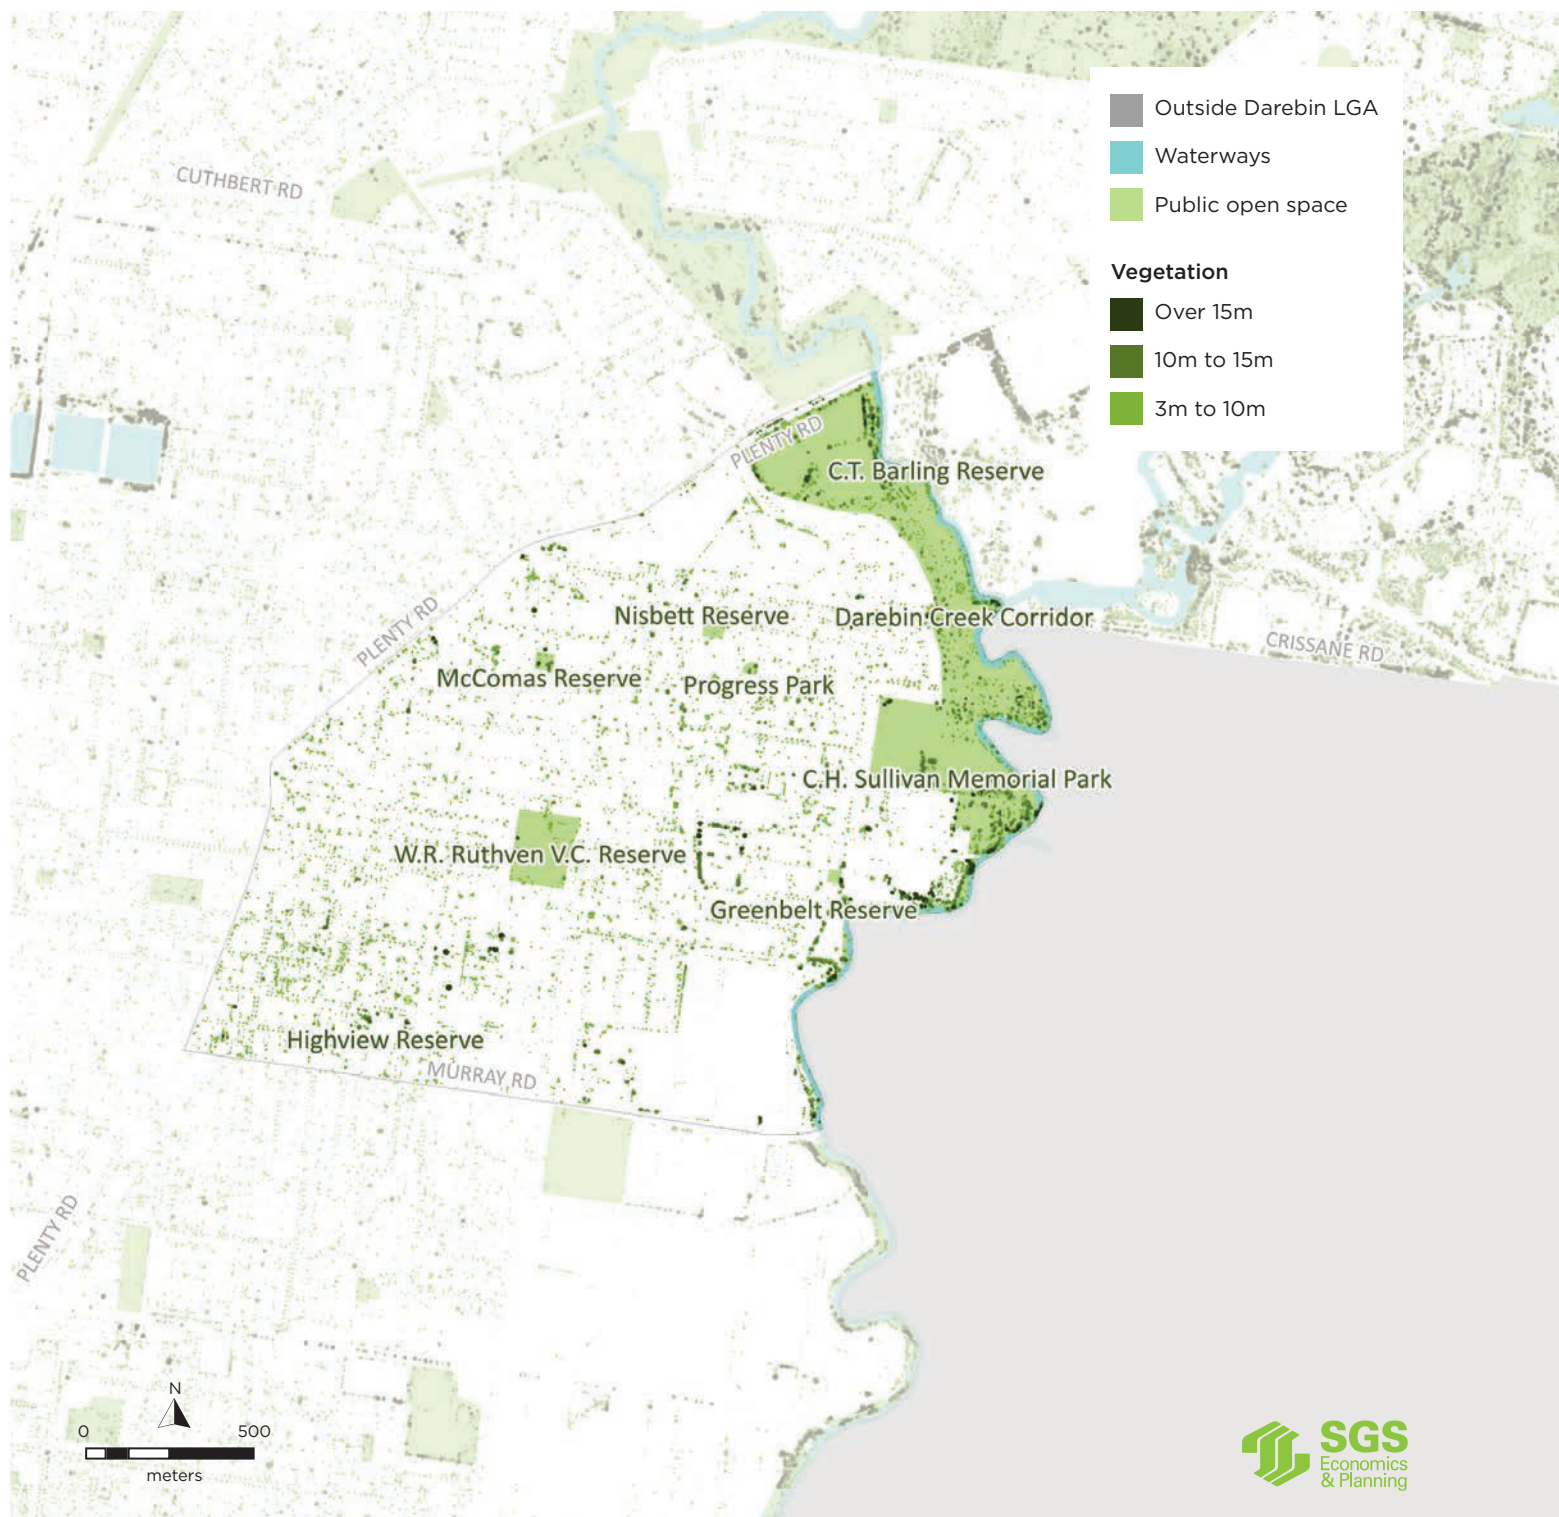 Outside Darebin LGA
Waterways
Public open space
Vegetation
Over 15m
10m to 15m
3m to 10m
CUTHBERT RD
PLENTY RD
C.T. Barling Reserve
PLENTY RD
Nisbett Reserve
Darebin Creek Corridor
CRISSANE RD
McComas Reserve
Progress Park
C.H. Sullivan Memorial Park
W.R. Ruthven V.C. Reserve
Greenbelt Reserve
Highview Reserve
MURRAY RD
PLENTY RD
N
0 500
meters
SGS
Economics
& Planning